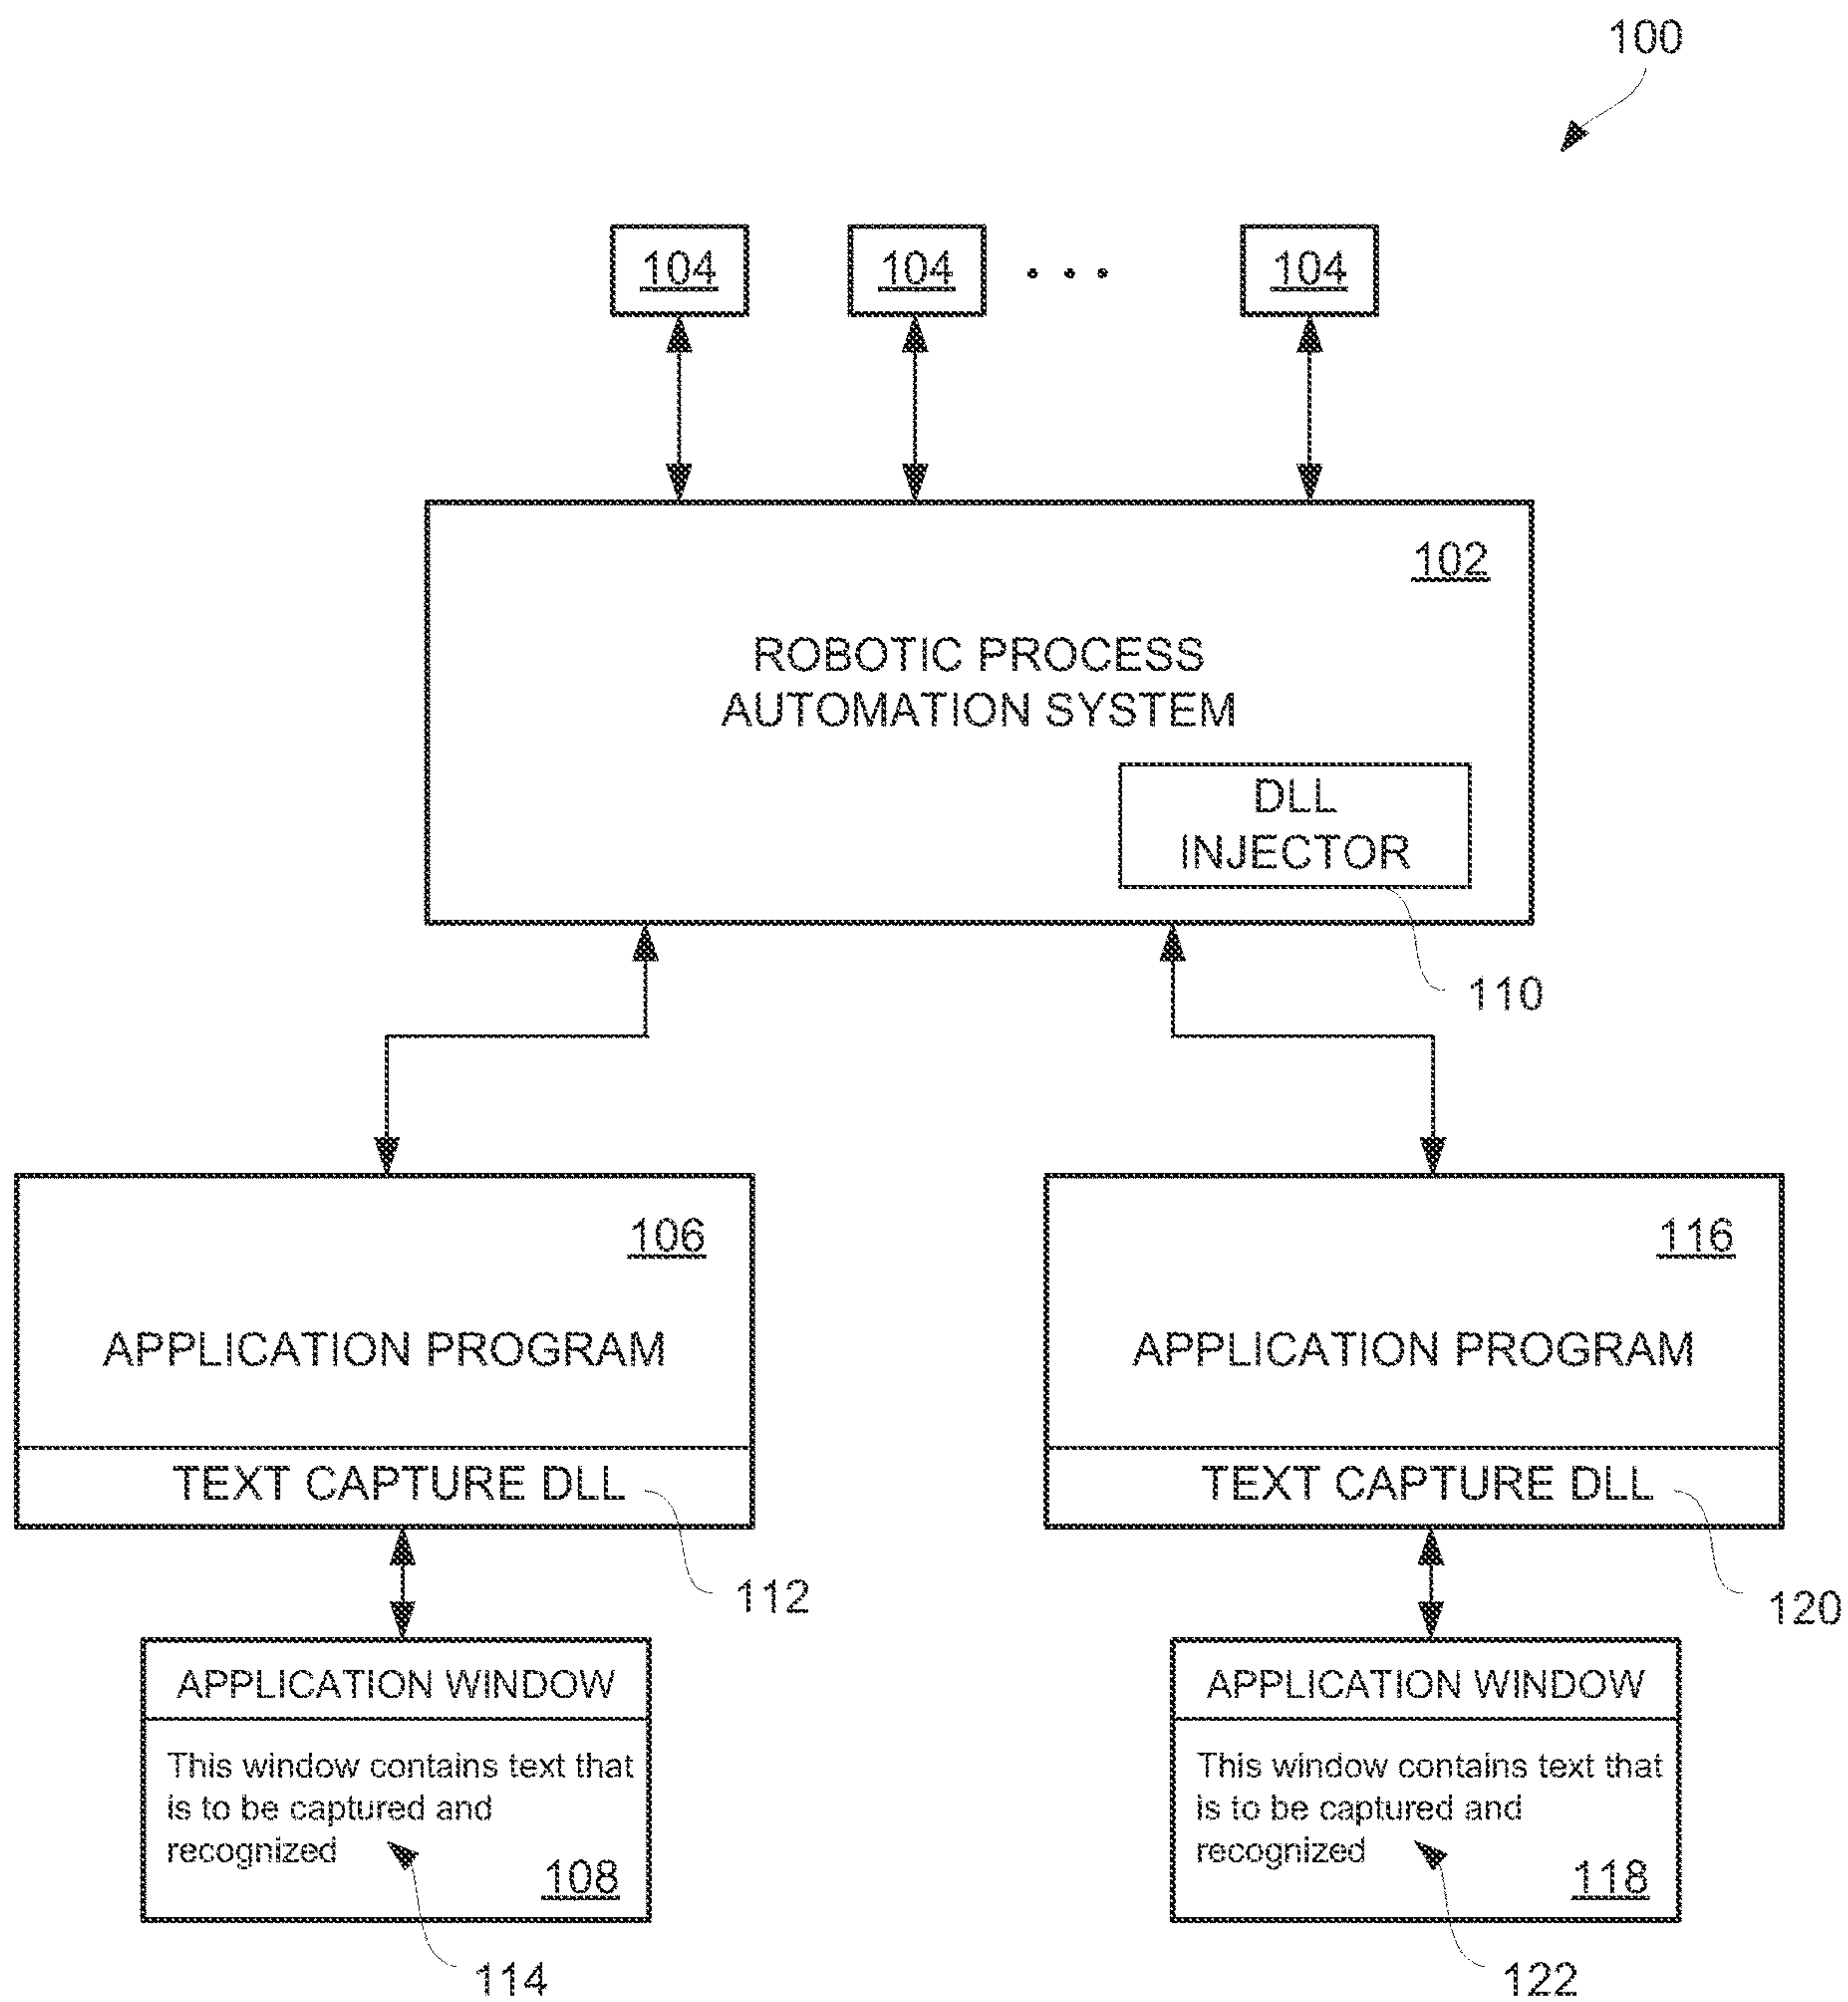 100
104 104 . . . 104
102
ROBOTIC PROCESS
AUTOMATION SYSTEM
DLL
INJECTOR
110
106
APPLICATION PROGRAM
TEXT CAPTURE DLL
112
APPLICATION WINDOW
This window contains text that
is to be captured and
recognized
108
114
116
APPLICATION PROGRAM
TEXT CAPTURE DLL
120
APPLICATION WINDOW
This window contains text that
is to be captured and
recognized
118
122